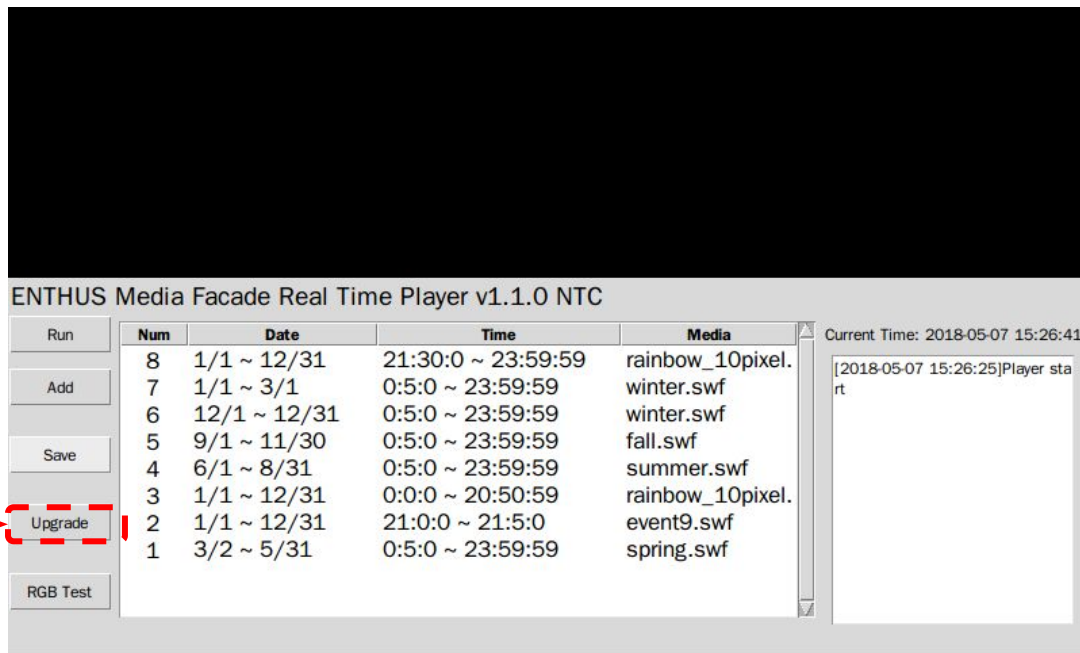 ENTHUS Media Facade Real Time Player v1.1.0 NTC
Run
Add
Save
Upgrade
RGB Test
Num Date Time Media
8 1/1 ~ 12/31 21:30:0 ~ 23:59:59 rainbow_10pixel.
7 1/1 ~ 3/1 0:5:0 ~ 23:59:59 winter.swf
6 12/1 ~ 12/31 0:5:0 ~ 23:59:59 winter.swf
5 9/1 ~ 11/30 0:5:0 ~ 23:59:59 fall.swf
4 6/1 ~ 8/31 0:5:0 ~ 23:59:59 summer.swf
3 1/1 ~ 12/31 0:0:0 ~ 20:50:59 rainbow_10pixel.
2 1/1 ~ 12/31 21:0:0 ~ 21:5:0 event9.swf
1 3/2 ~ 5/31 0:5:0 ~ 23:59:59 spring.swf
Current Time: 2018-05-07 15:26:41
[2018-05-07 15:26:25]Player sta
rt